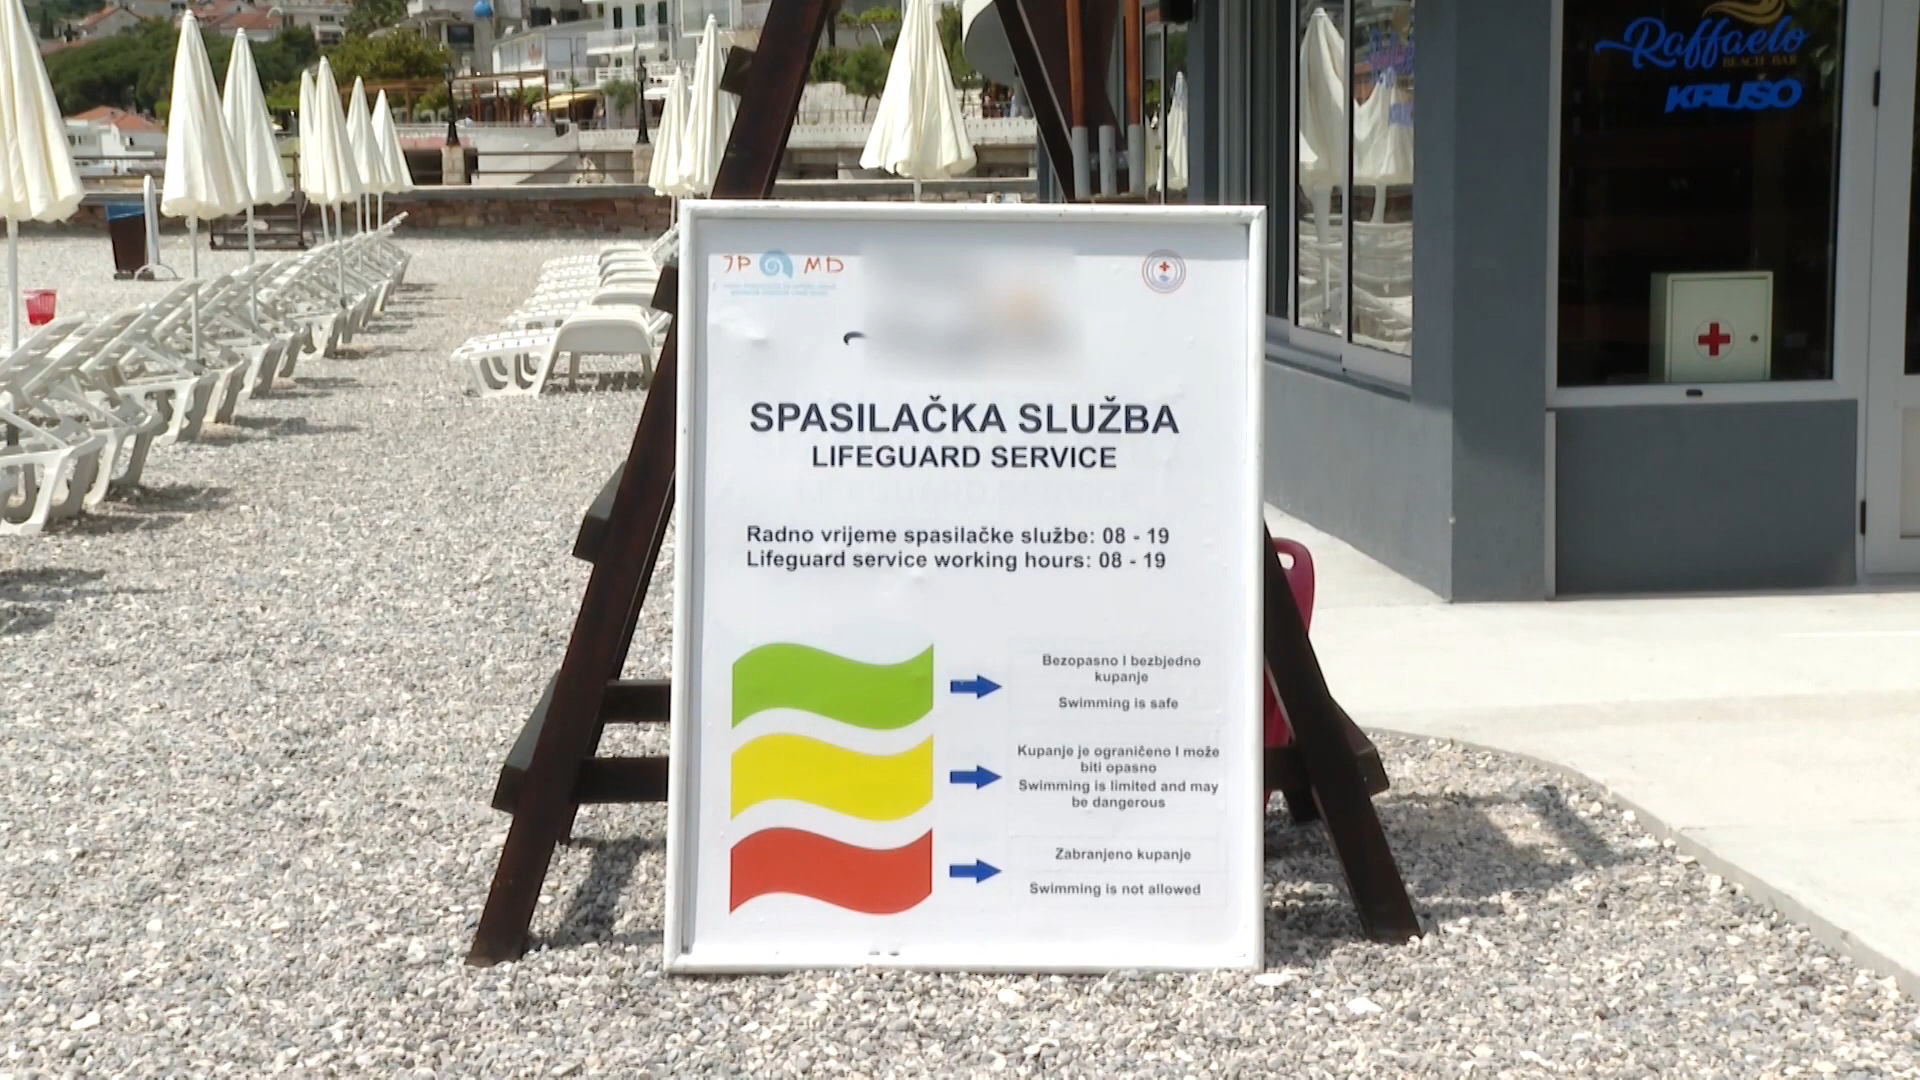 Raffaelo
BEACH BAR
KRUŠO
JP MD
SPASILAČKA SLUŽBA
LIFEGUARD SERVICE
Radno vrijeme spasilačke službe: 08 - 19
Lifeguard service working hours: 08 - 19
Bezopasno I bezbjedno
kupanje
Swimming is safe
Kupanje je ograničeno I može
biti opasno
Swimming is limited and may
be dangerous
Zabranjeno kupanje
Swimming is not allowed